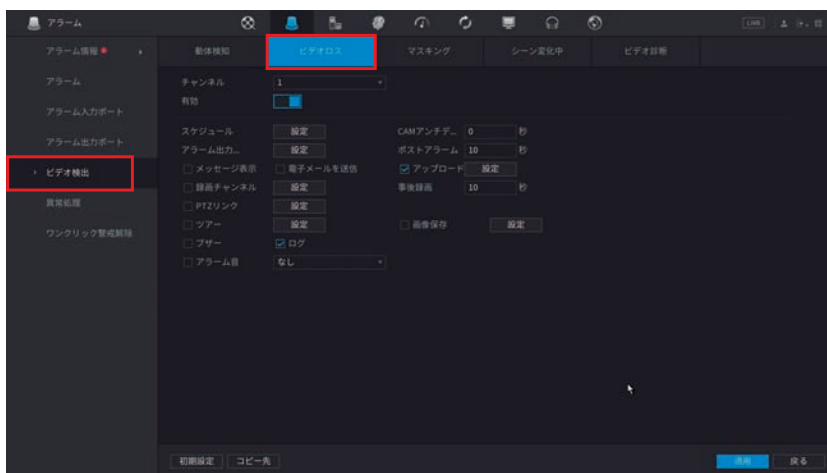 アラーム LIVE
アラーム情報 動体検知 ビデオロス マスキング シーン変化中 ビデオ診断
アラーム チャンネル 1
有効
アラーム入力ポート
スケジュール 設定 CAMアンチデ... 0 秒
アラーム出力ポート アラーム出力... 設定 ポストアラーム 10 秒
ビデオ検出 メッセージ表示 電子メールを送信 アップロード 設定
録画チャンネル 設定 事後録画 10 秒
異常処理 PTZリンク 設定
ツアー 設定 画像保存 設定
ワンクリック警戒解除 ブザー ログ
アラーム音 なし
初期設定 コピー先 適用 戻る